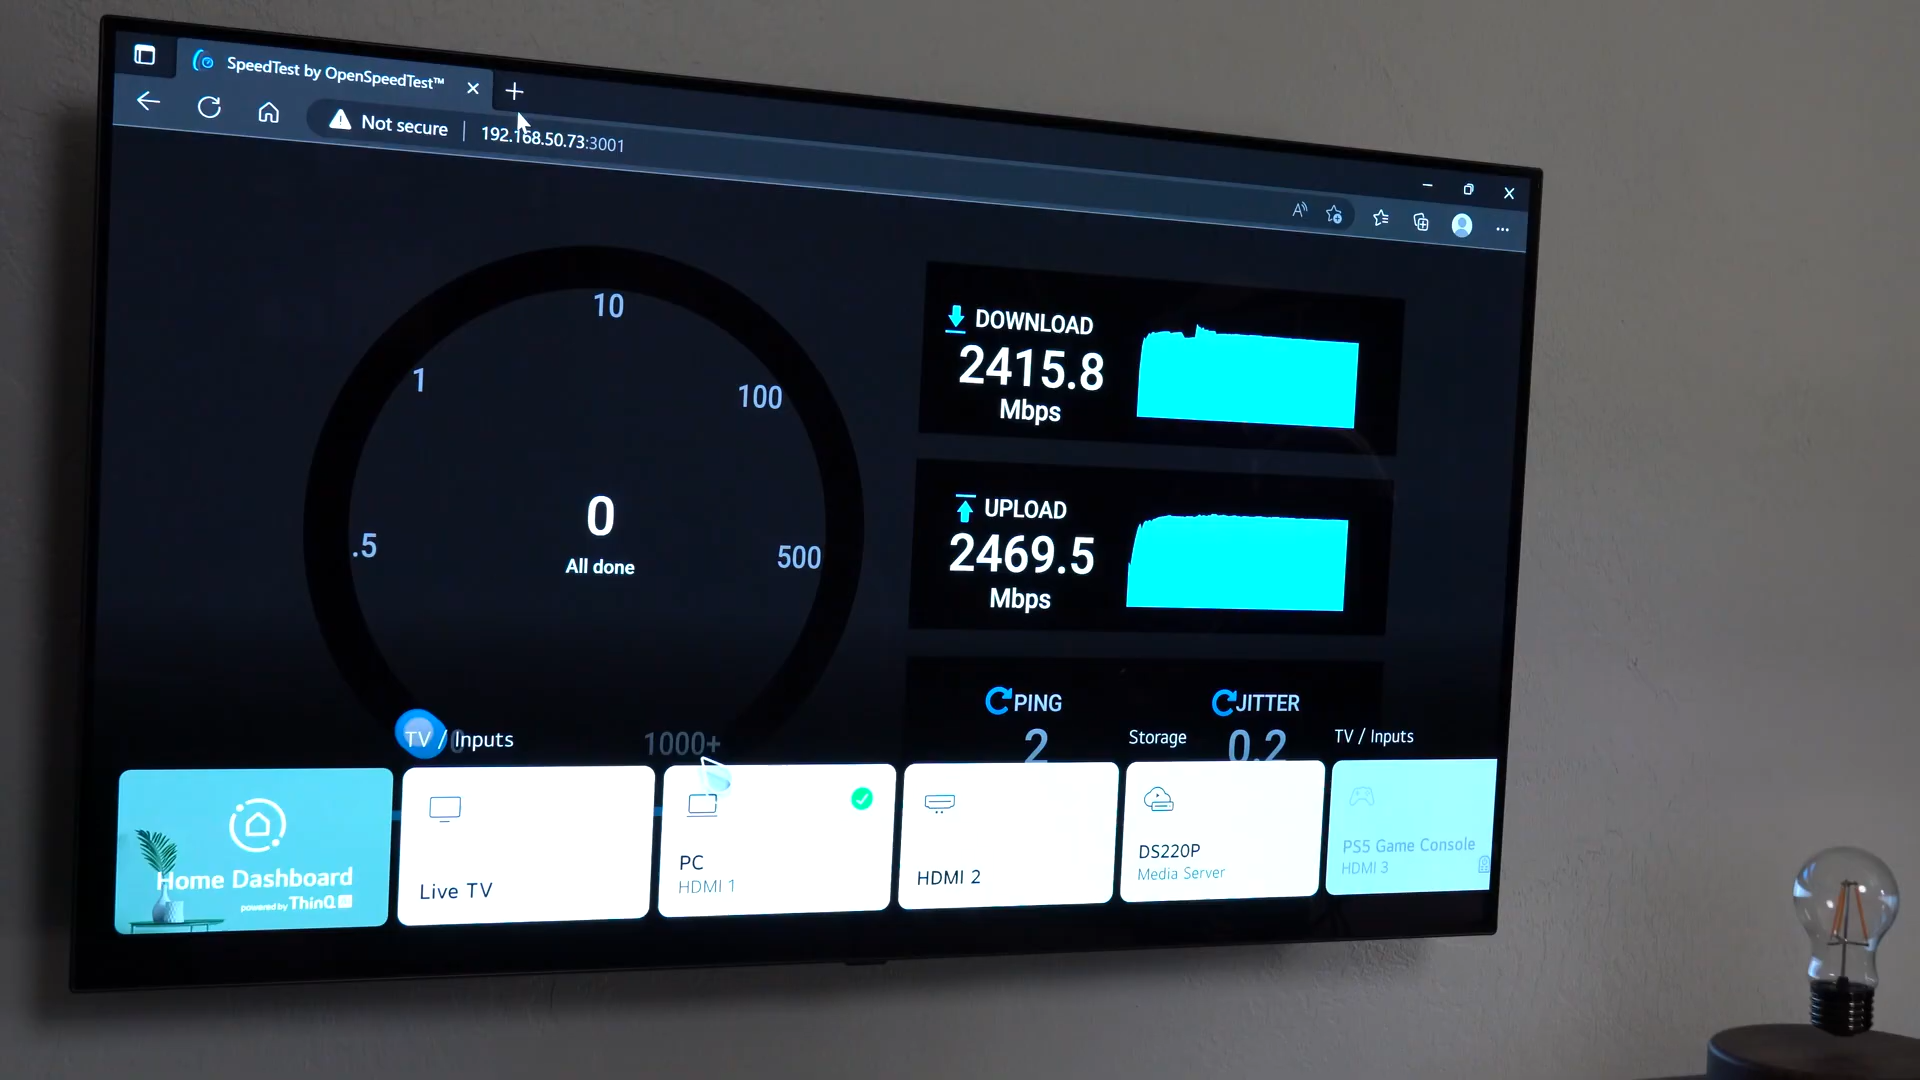 SpeedTest by OpenSpeedTest™
Not secure
192.168.50.73:3001
10
1
100
.5
500
0
All done
1000+
DOWNLOAD
2415.8
Mbps
UPLOAD
2469.5
Mbps
PING
2
JITTER
0.2
TV / Inputs
Storage
TV / Inputs
Home Dashboard
powered by ThinQ
Live TV
PC
HDMI 1
HDMI 2
DS220P
Media Server
PS5 Game Console
HDMI 3